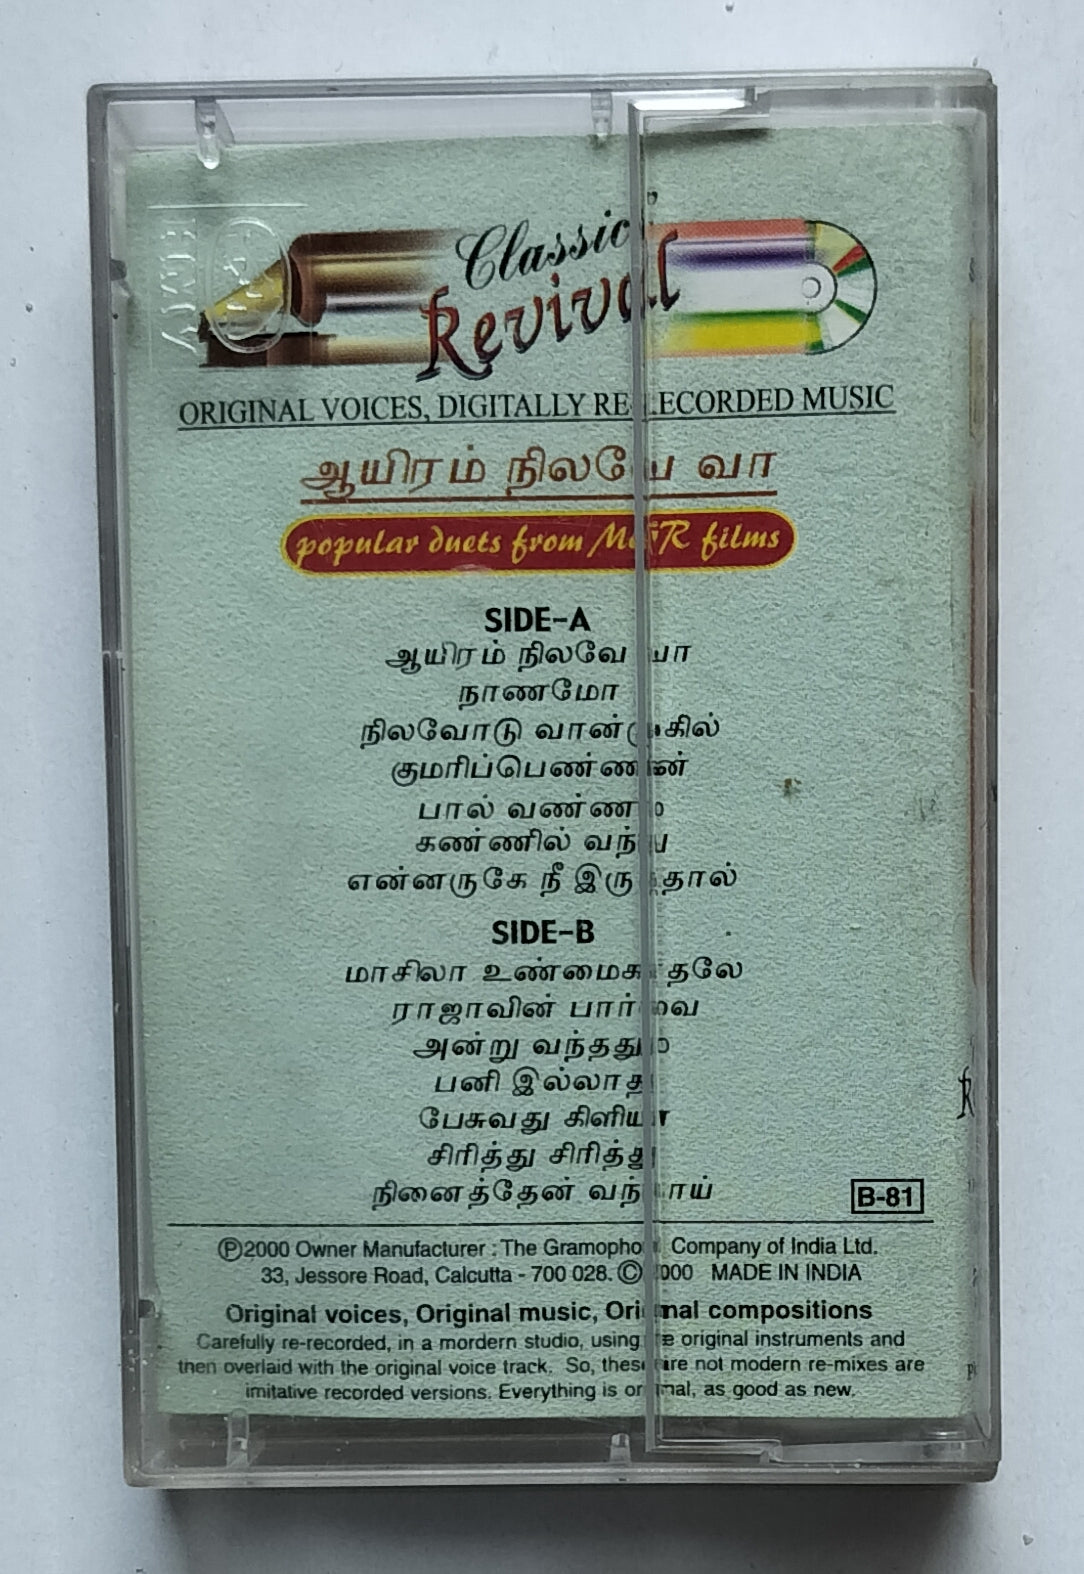 Classic
Revival
ORIGINAL VOICES, DIGITALLY RE-RECORDED MUSIC
ஆயிரம் நிலவே வா
popular duets from MGR films
SIDE-A
ஆயிரம் நிலவே வா
நாணமோ
நிலவோடு வான்முகில்
குமரிப்பெண்ணின்
பால் வண்ணம்
கண்ணில் வந்து
என்னருகே நீ இருந்தால்
SIDE-B
மாசிலா உண்மைகாதலே
ராஜாவின் பார்வை
அன்று வந்ததும்
பனி இல்லாத
பேசுவது கிளியா
சிரித்து சிரித்து
நினைத்தேன் வந்தாய்
B-81
Ⓟ2000 Owner Manufacturer : The Gramophone Company of India Ltd.
33, Jessore Road, Calcutta - 700 028. © 2000 MADE IN INDIA
Original voices, Original music, Original compositions
Carefully re-recorded, in a mordern studio, using the original instruments and
then overlaid with the original voice track. So, these are not modern re-mixes are
imitative recorded versions. Everything is original, as good as new.